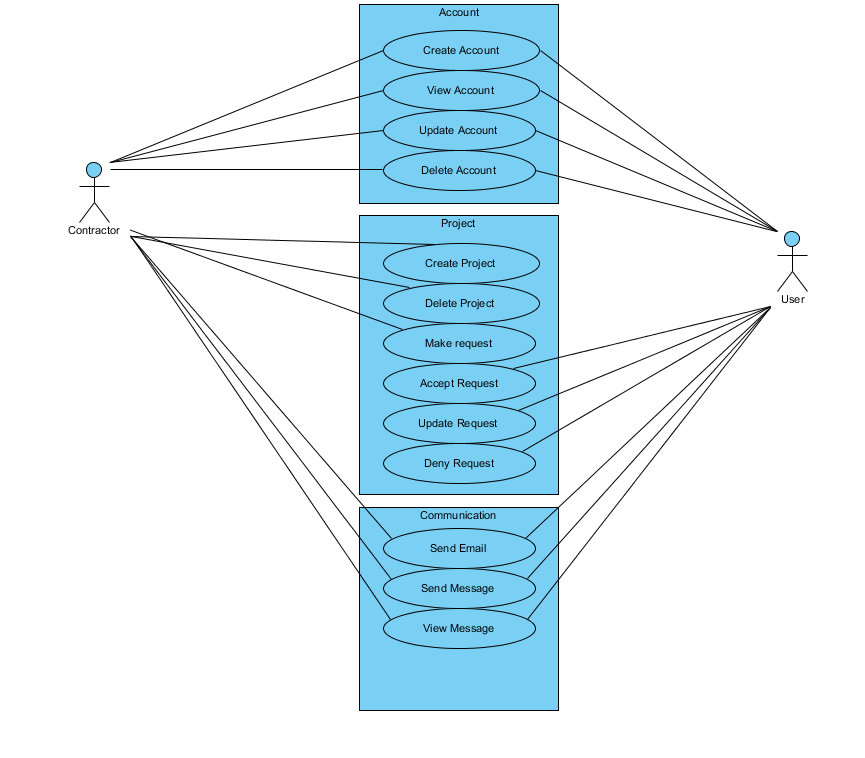 Account
Create Account
View Account
Update Account
Delete Account
Contractor
Project
Create Project
Delete Project
Make request
Accept Request
Update Request
Deny Request
User
Communication
Send Email
Send Message
View Message